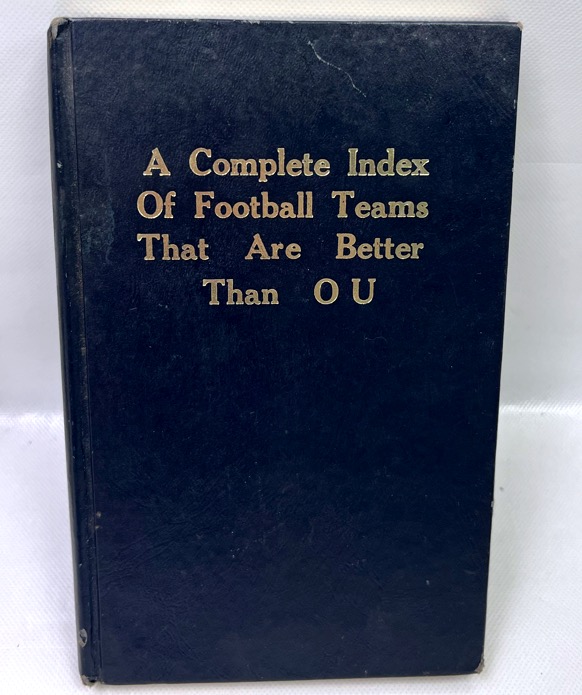 A Complete Index
Of Football Teams
That Are Better
Than O U